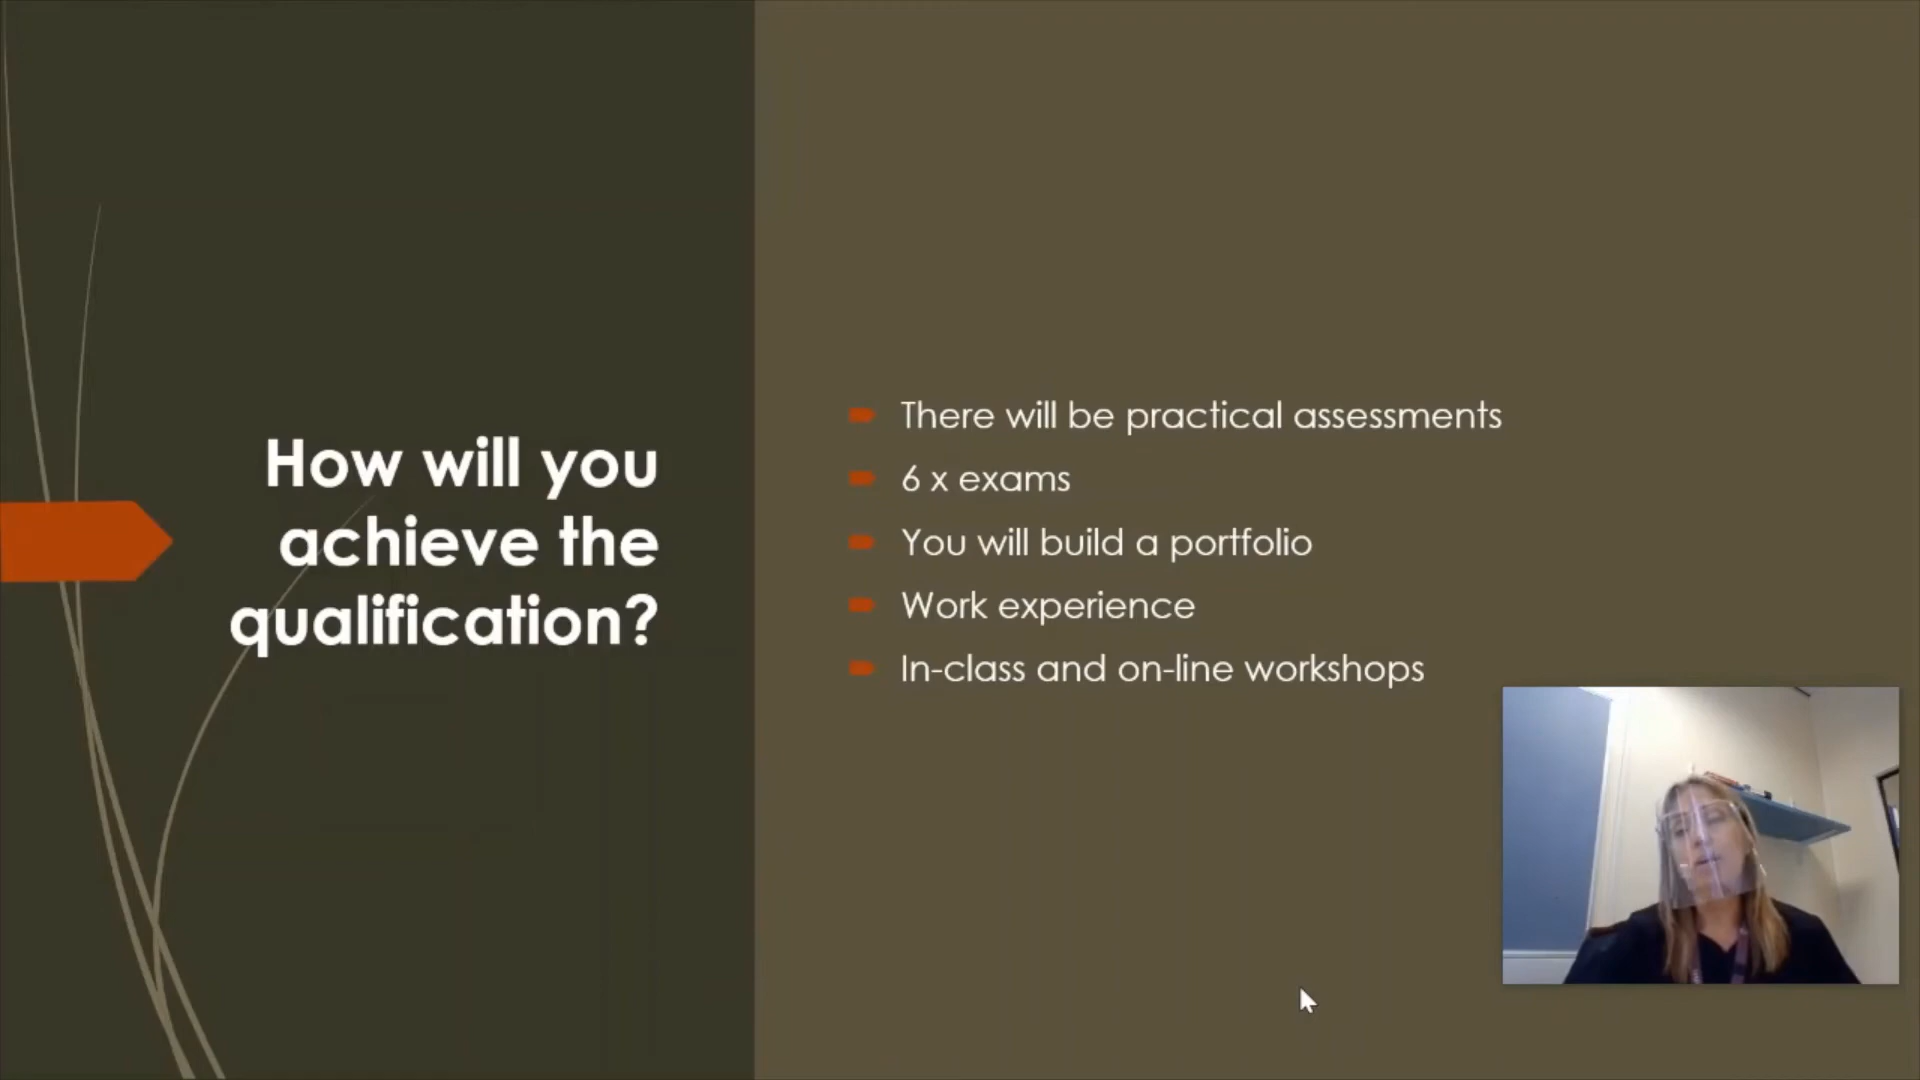 How will you
achieve the
qualification?
There will be practical assessments
6 x exams
You will build a portfolio
Work experience
In-class and on-line workshops